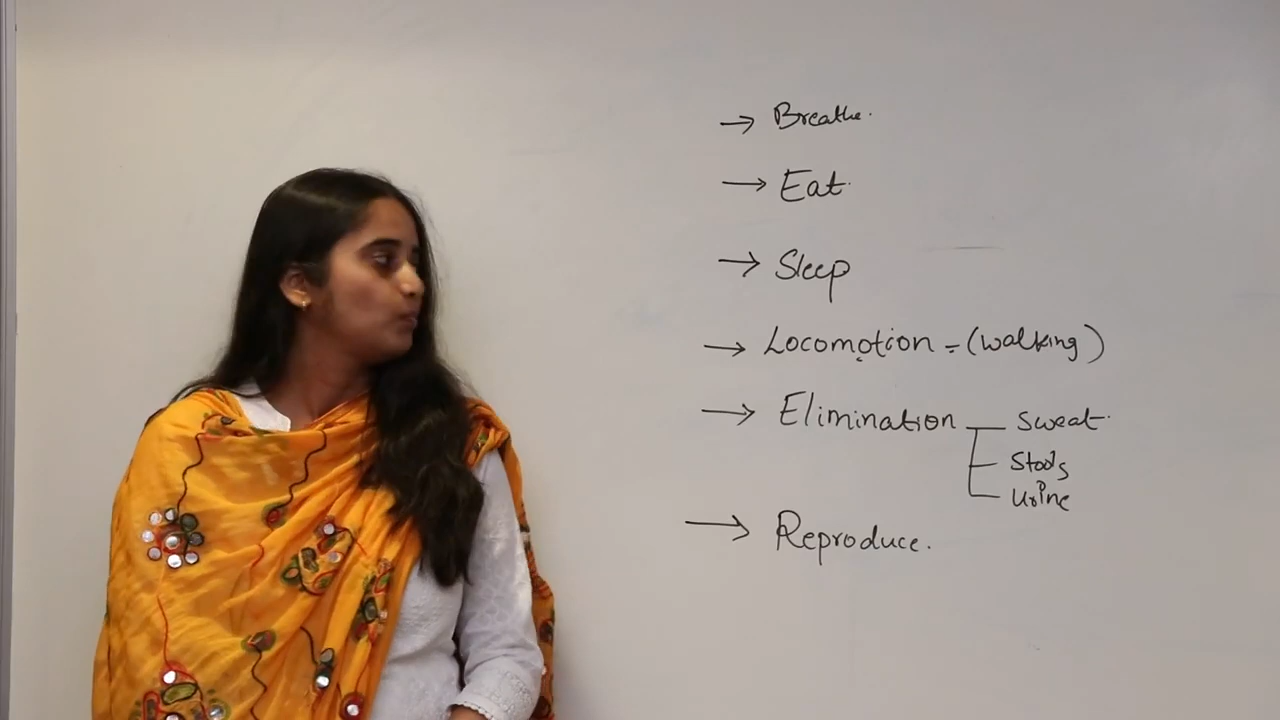 → Breathe.
→ Eat.
→ Sleep
→ Locomotion = (walking)
→ Elimination — Sweat.
— Stools
— Urine
→ Reproduce.